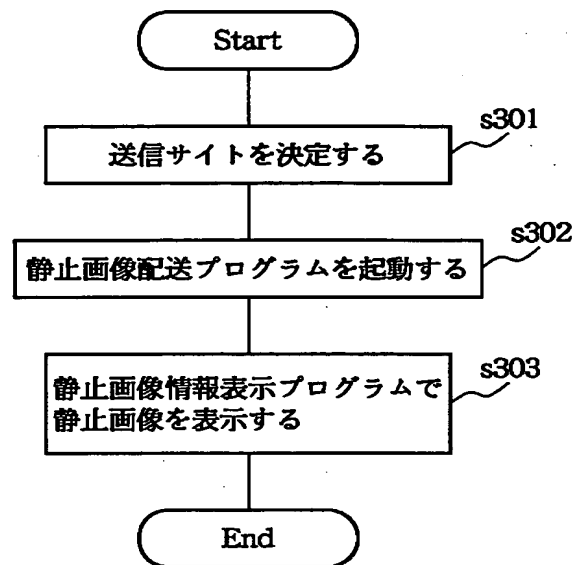 Start
s301
送信サイトを決定する
s302
静止画像配送プログラムを起動する
s303
静止画像情報表示プログラムで
静止画像を表示する
End